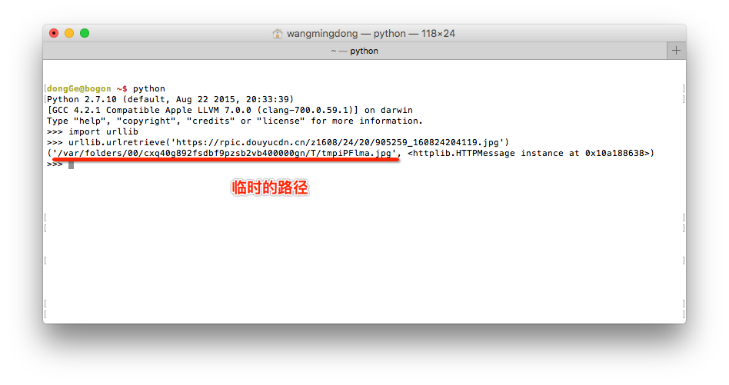 wangmingdong — python — 118×24
~ — python
dongGe@bogon ~$ python
Python 2.7.10 (default, Aug 22 2015, 20:33:39)
[GCC 4.2.1 Compatible Apple LLVM 7.0.0 (clang-700.0.59.1)] on darwin
Type "help", "copyright", "credits" or "license" for more information.
>>> import urllib
>>> urllib.urlretrieve('https://rpic.douyucdn.cn/z1608/24/20/905259_160824204119.jpg')
('/var/folders/00/cxq40g892fsdbf9pzsb2vb400000gn/T/tmpiPFlma.jpg', <httplib.HTTPMessage instance at 0x10a188638>)
>>>
临时的路径